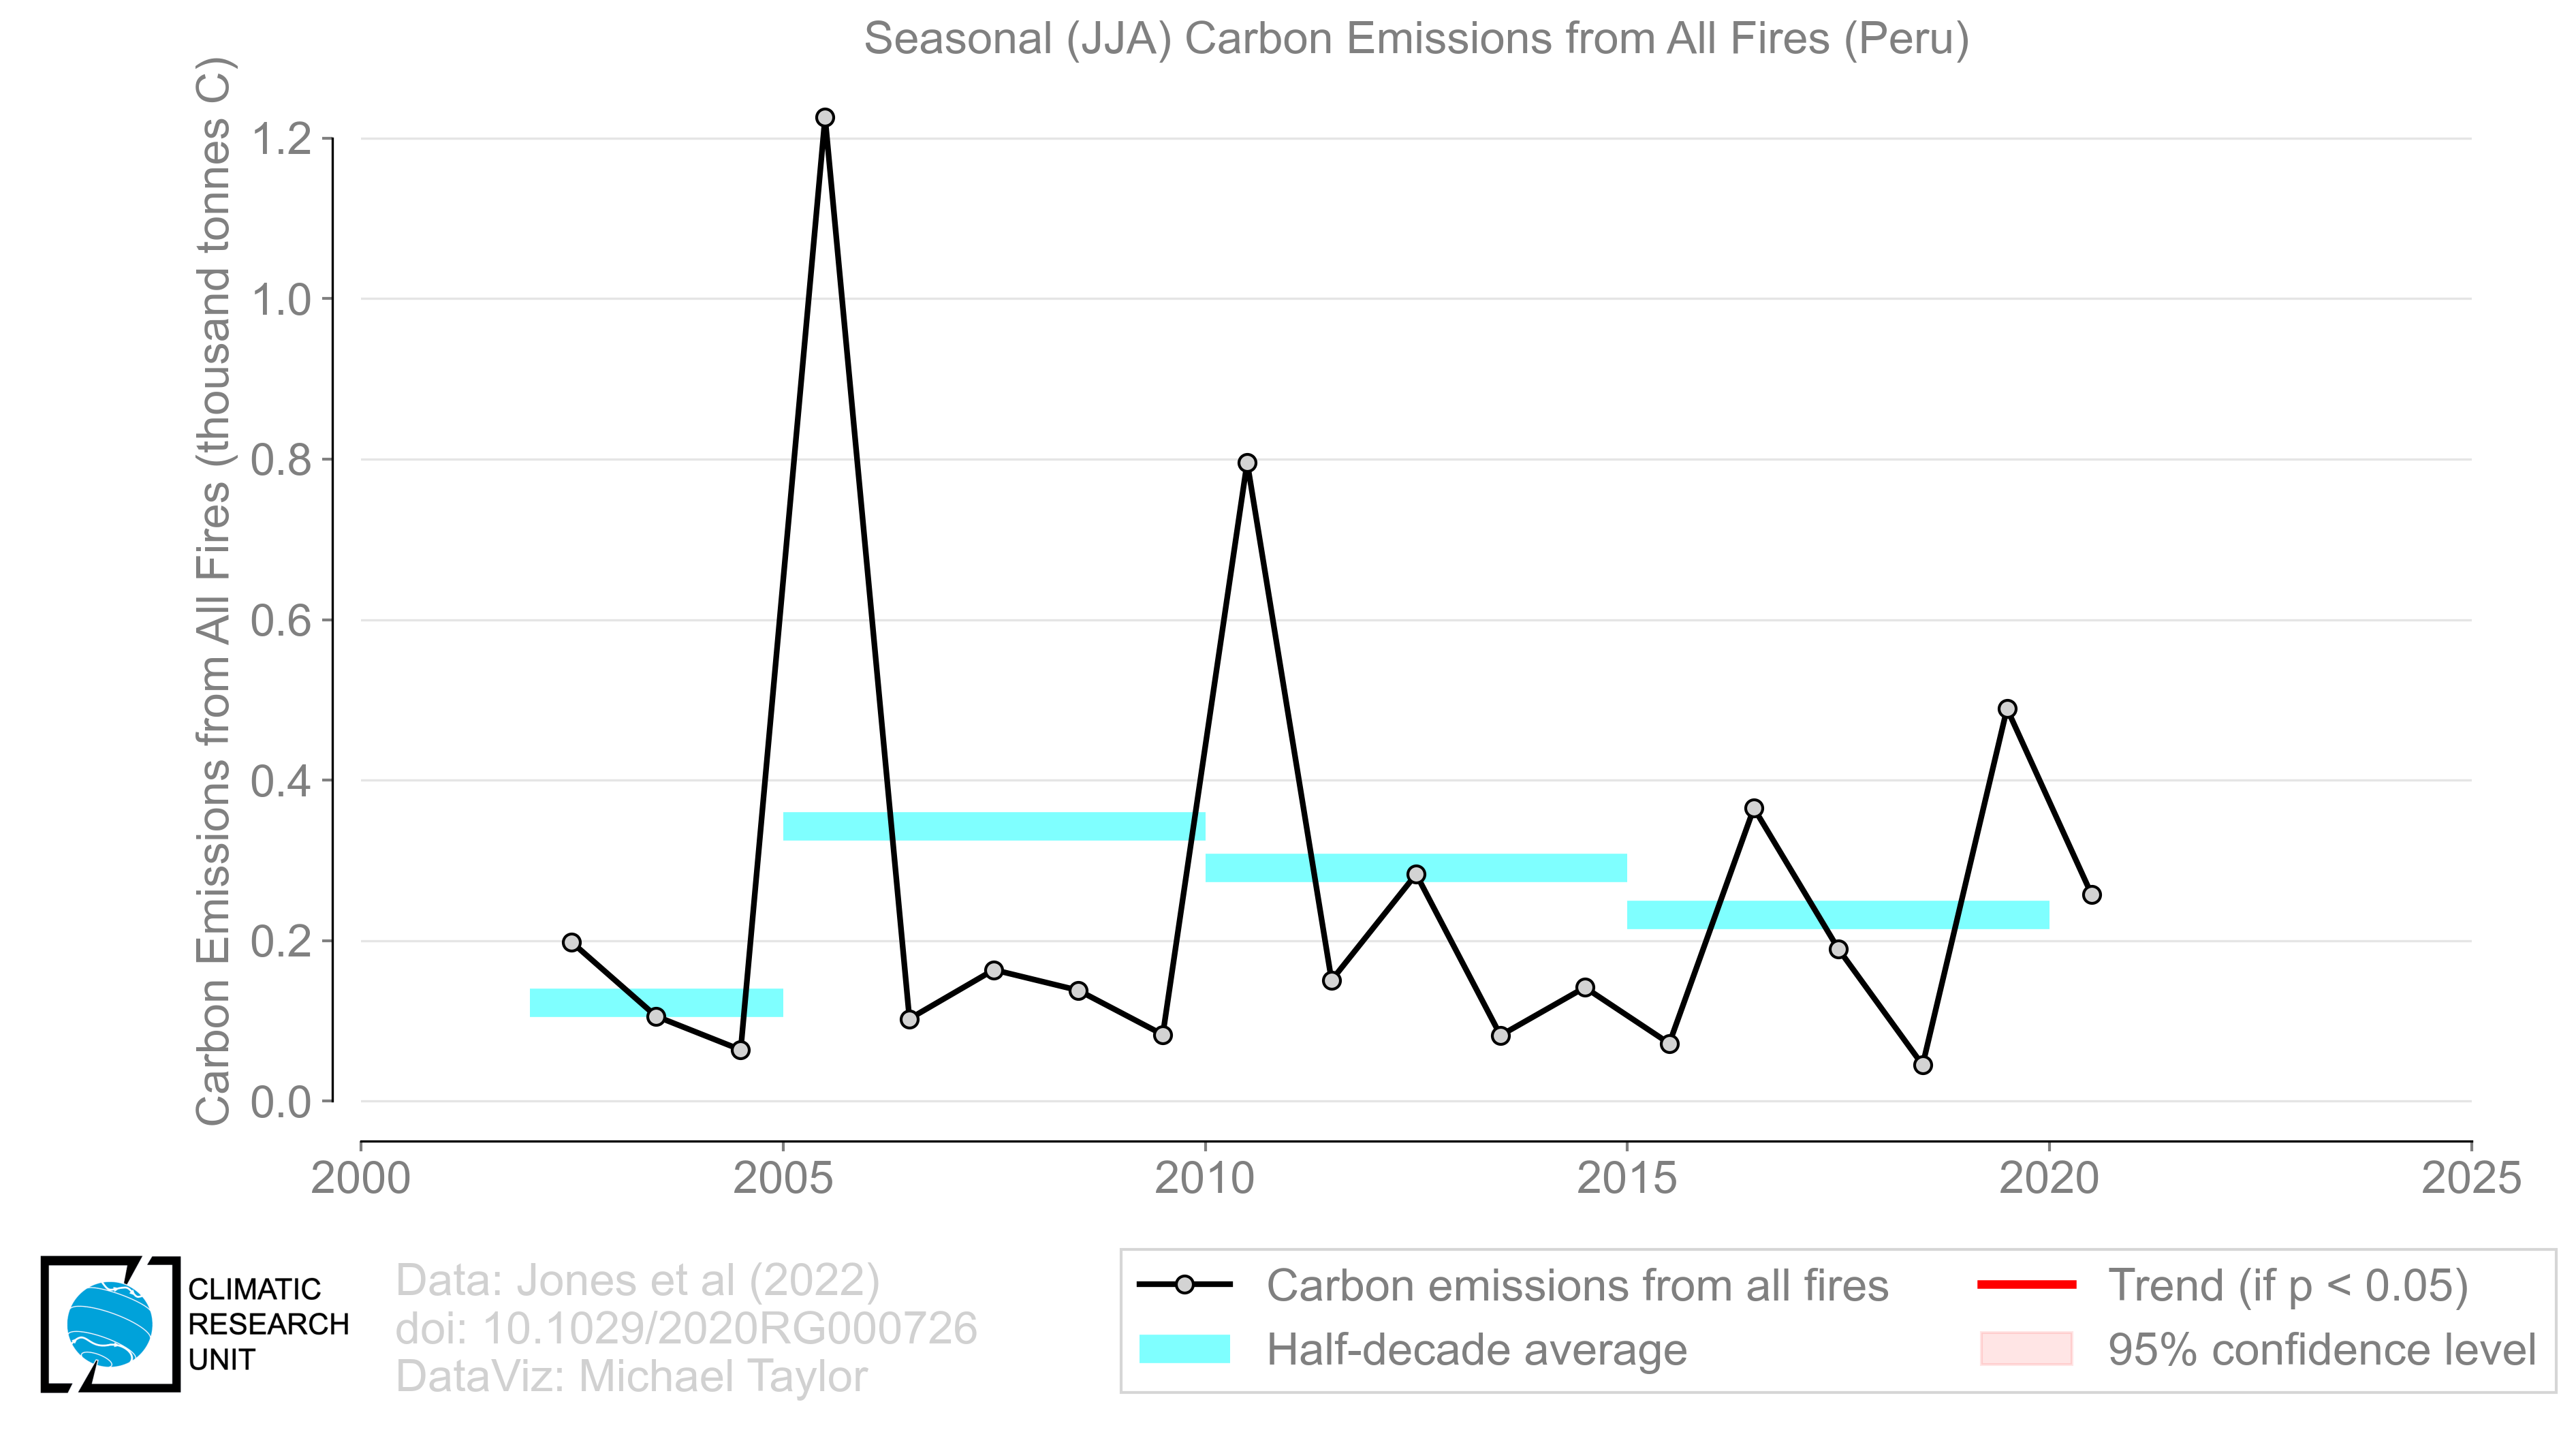 Seasonal (JJA) Carbon Emissions from All Fires (Peru)
Carbon Emissions from All Fires (thousand tonnes C)
1.2
1.0
0.8
0.6
0.4
0.2
0.0
2000 2005 2010 2015 2020 2025
CLIMATIC
RESEARCH
UNIT
Data: Jones et al (2022)
doi: 10.1029/2020RG000726
DataViz: Michael Taylor
Carbon emissions from all fires
Half-decade average
Trend (if p < 0.05)
95% confidence level